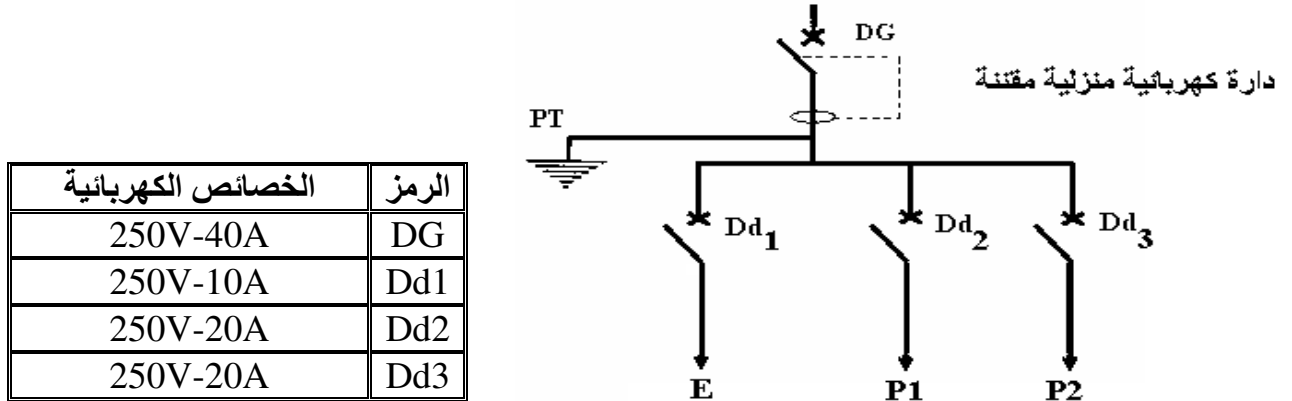 DG
دارة كهربائية منزلية مقتننة
PT
الرمز الخصائص الكهربائية
DG 250V-40A
Dd1 250V-10A
Dd2 250V-20A
Dd3 250V-20A
Dd1 Dd2 Dd3
E P1 P2